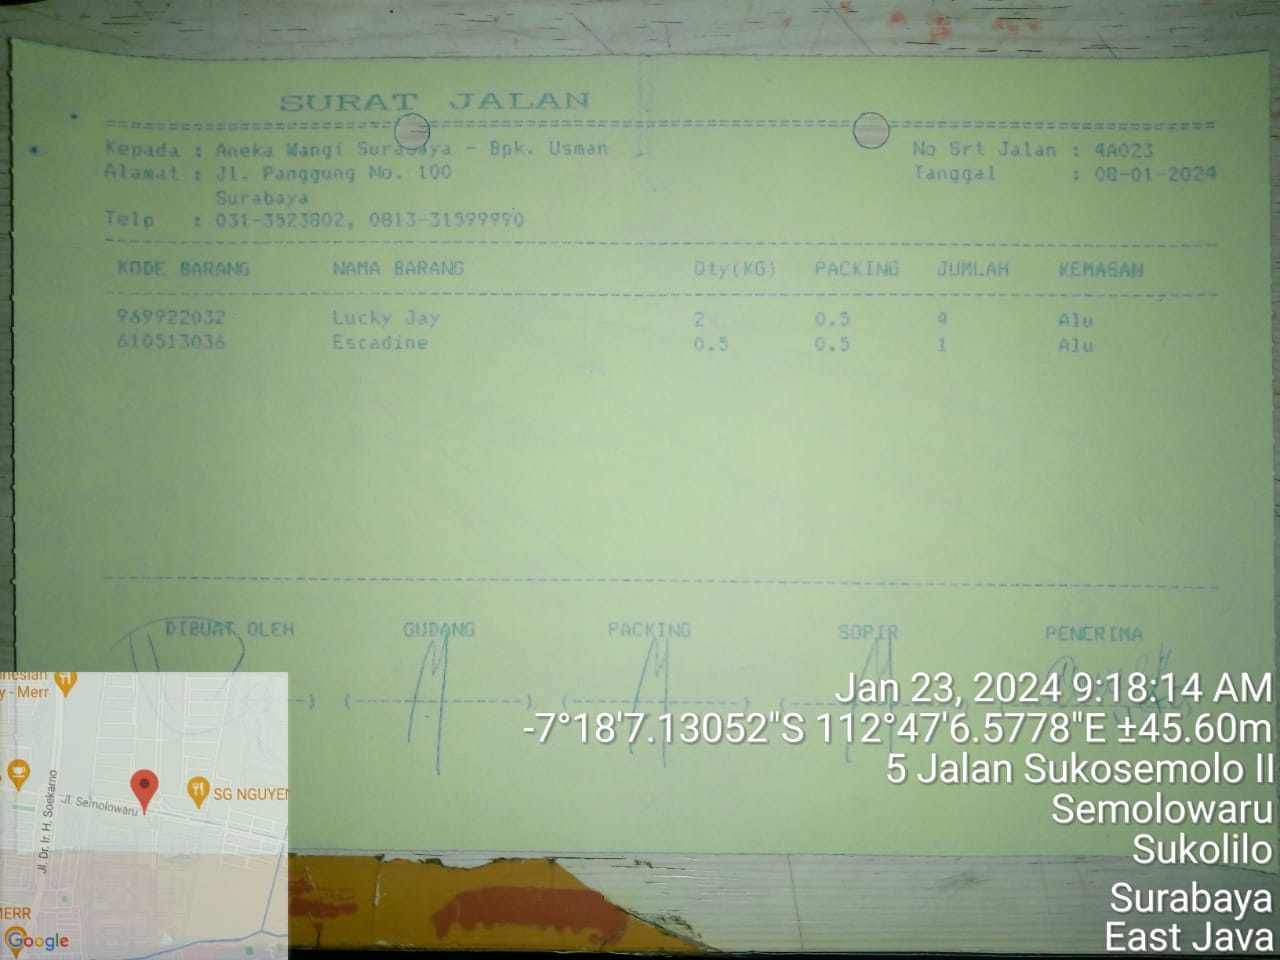 SURAT JALAN
Kepada : Aneka Wangi Surabaya - Bpk. Usman
No Srt Jalan : 4A023
Alamat : Jl. Panggung No. 100
Tanggal : 08-01-2024
Surabaya
Telp : 031-3523802, 0813-31599990
KODE BARANG NAMA BARANG Qty(KG) PACKING JUMLAH KEMASAN
969922032 Lucky Jay 2 0.5 4 Alu
610513036 Escadine 0.5 0.5 1 Alu
DIBUAT OLEH GUDANG PACKING SOPIR PENERIMA
Jan 23, 2024 9:18:14 AM
-7°18'7.13052"S 112°47'6.5778"E ±45.60m
5 Jalan Sukosemolo II
Semolowaru
Sukolilo
Surabaya
East Java
onesian
y - Merr
Jl. Semolowaru
SG NGUYEN
Jl. Dr. Ir. H. Soekarno
MERR
Google